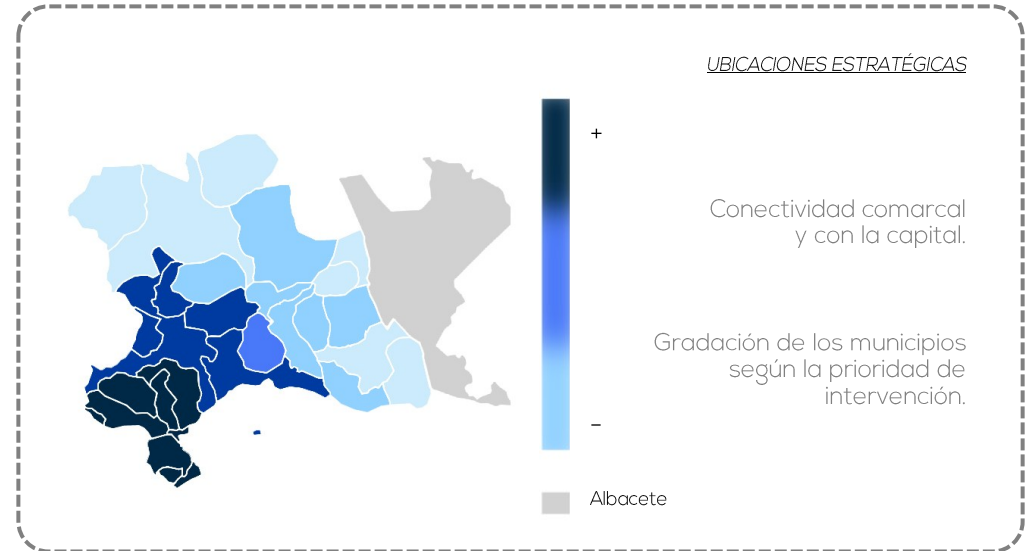 UBICACIONES ESTRATÉGICAS
+
Conectividad comarcal
y con la capital.
Gradación de los municipios
según la prioridad de
intervención.
–
Albacete